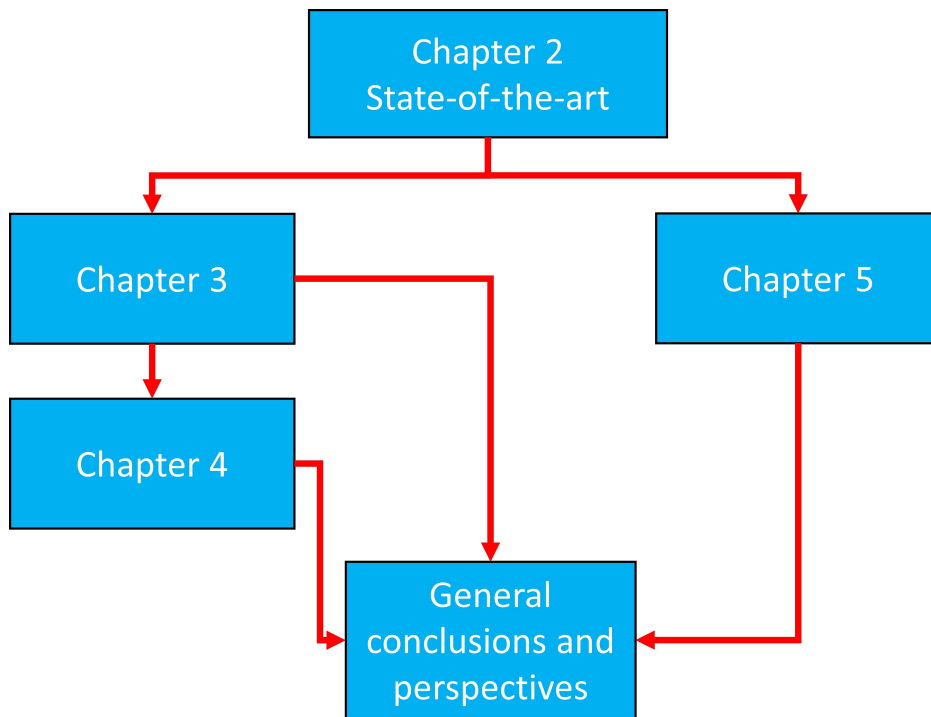 Chapter 2
State-of-the-art
Chapter 3
Chapter 5
Chapter 4
General
conclusions and
perspectives